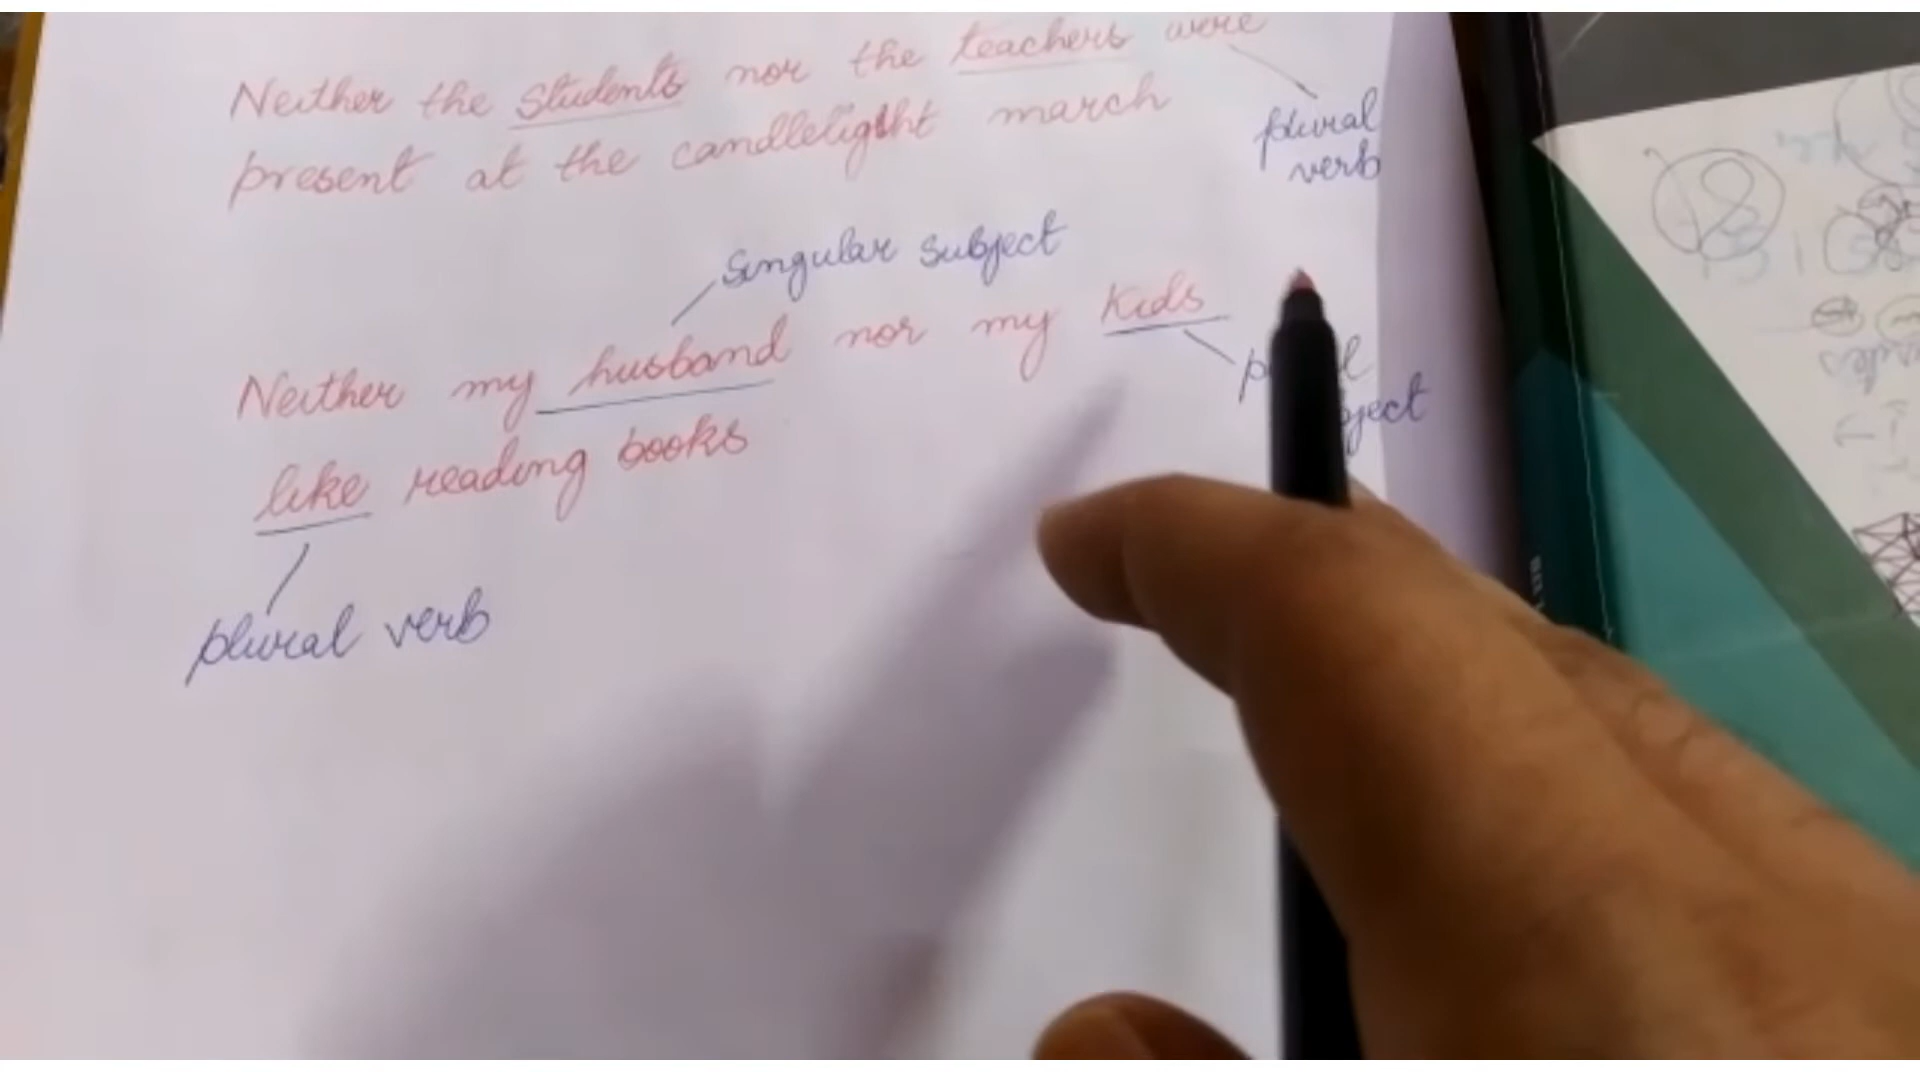 Neither the students nor the teachers were
present at the candlelight march
plural
verb
singular subject
Neither my husband nor my kids
like reading books
plural verb